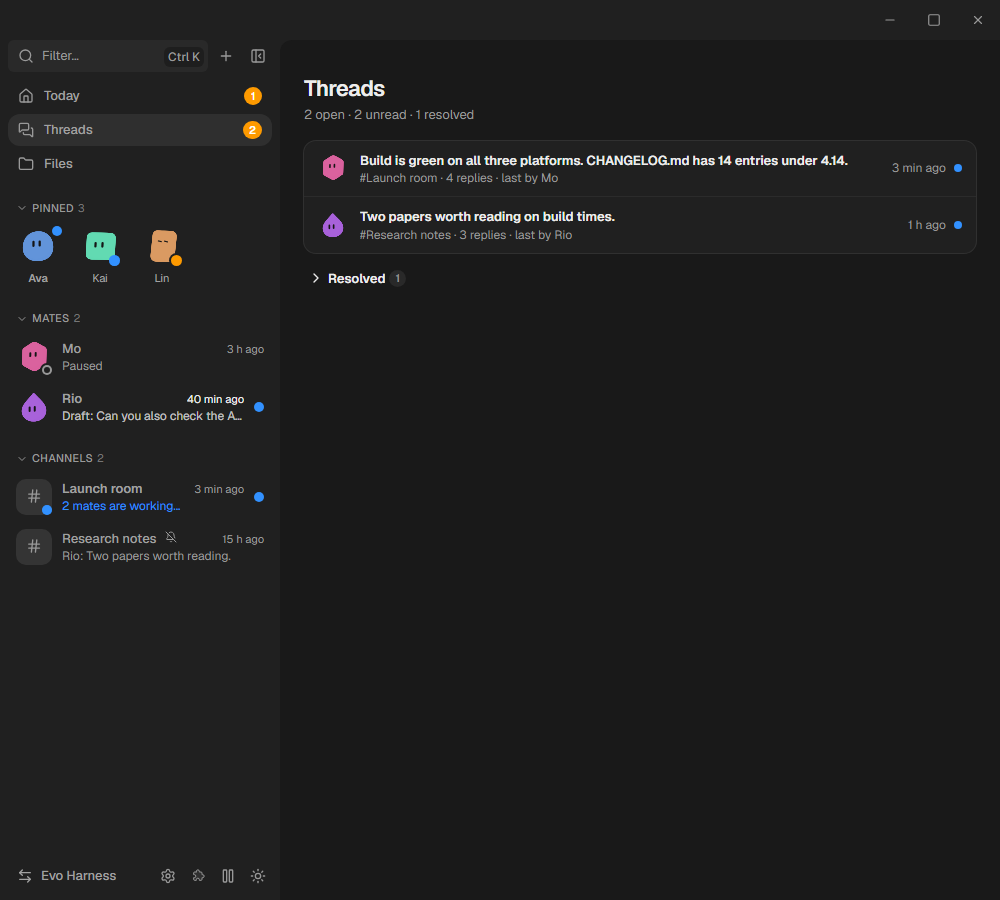 Filter...
Ctrl K
Today
1
Threads
2
Files
PINNED 3
Ava
Kai
Lin
MATES 2
Mo
3 h ago
Paused
Rio
40 min ago
Draft: Can you also check the A...
CHANNELS 2
Launch room
3 min ago
2 mates are working...
Research notes
15 h ago
Rio: Two papers worth reading.
Evo Harness
Threads
2 open · 2 unread · 1 resolved
Build is green on all three platforms. CHANGELOG.md has 14 entries under 4.14.
#Launch room · 4 replies · last by Mo
3 min ago
Two papers worth reading on build times.
#Research notes · 3 replies · last by Rio
1 h ago
Resolved 1